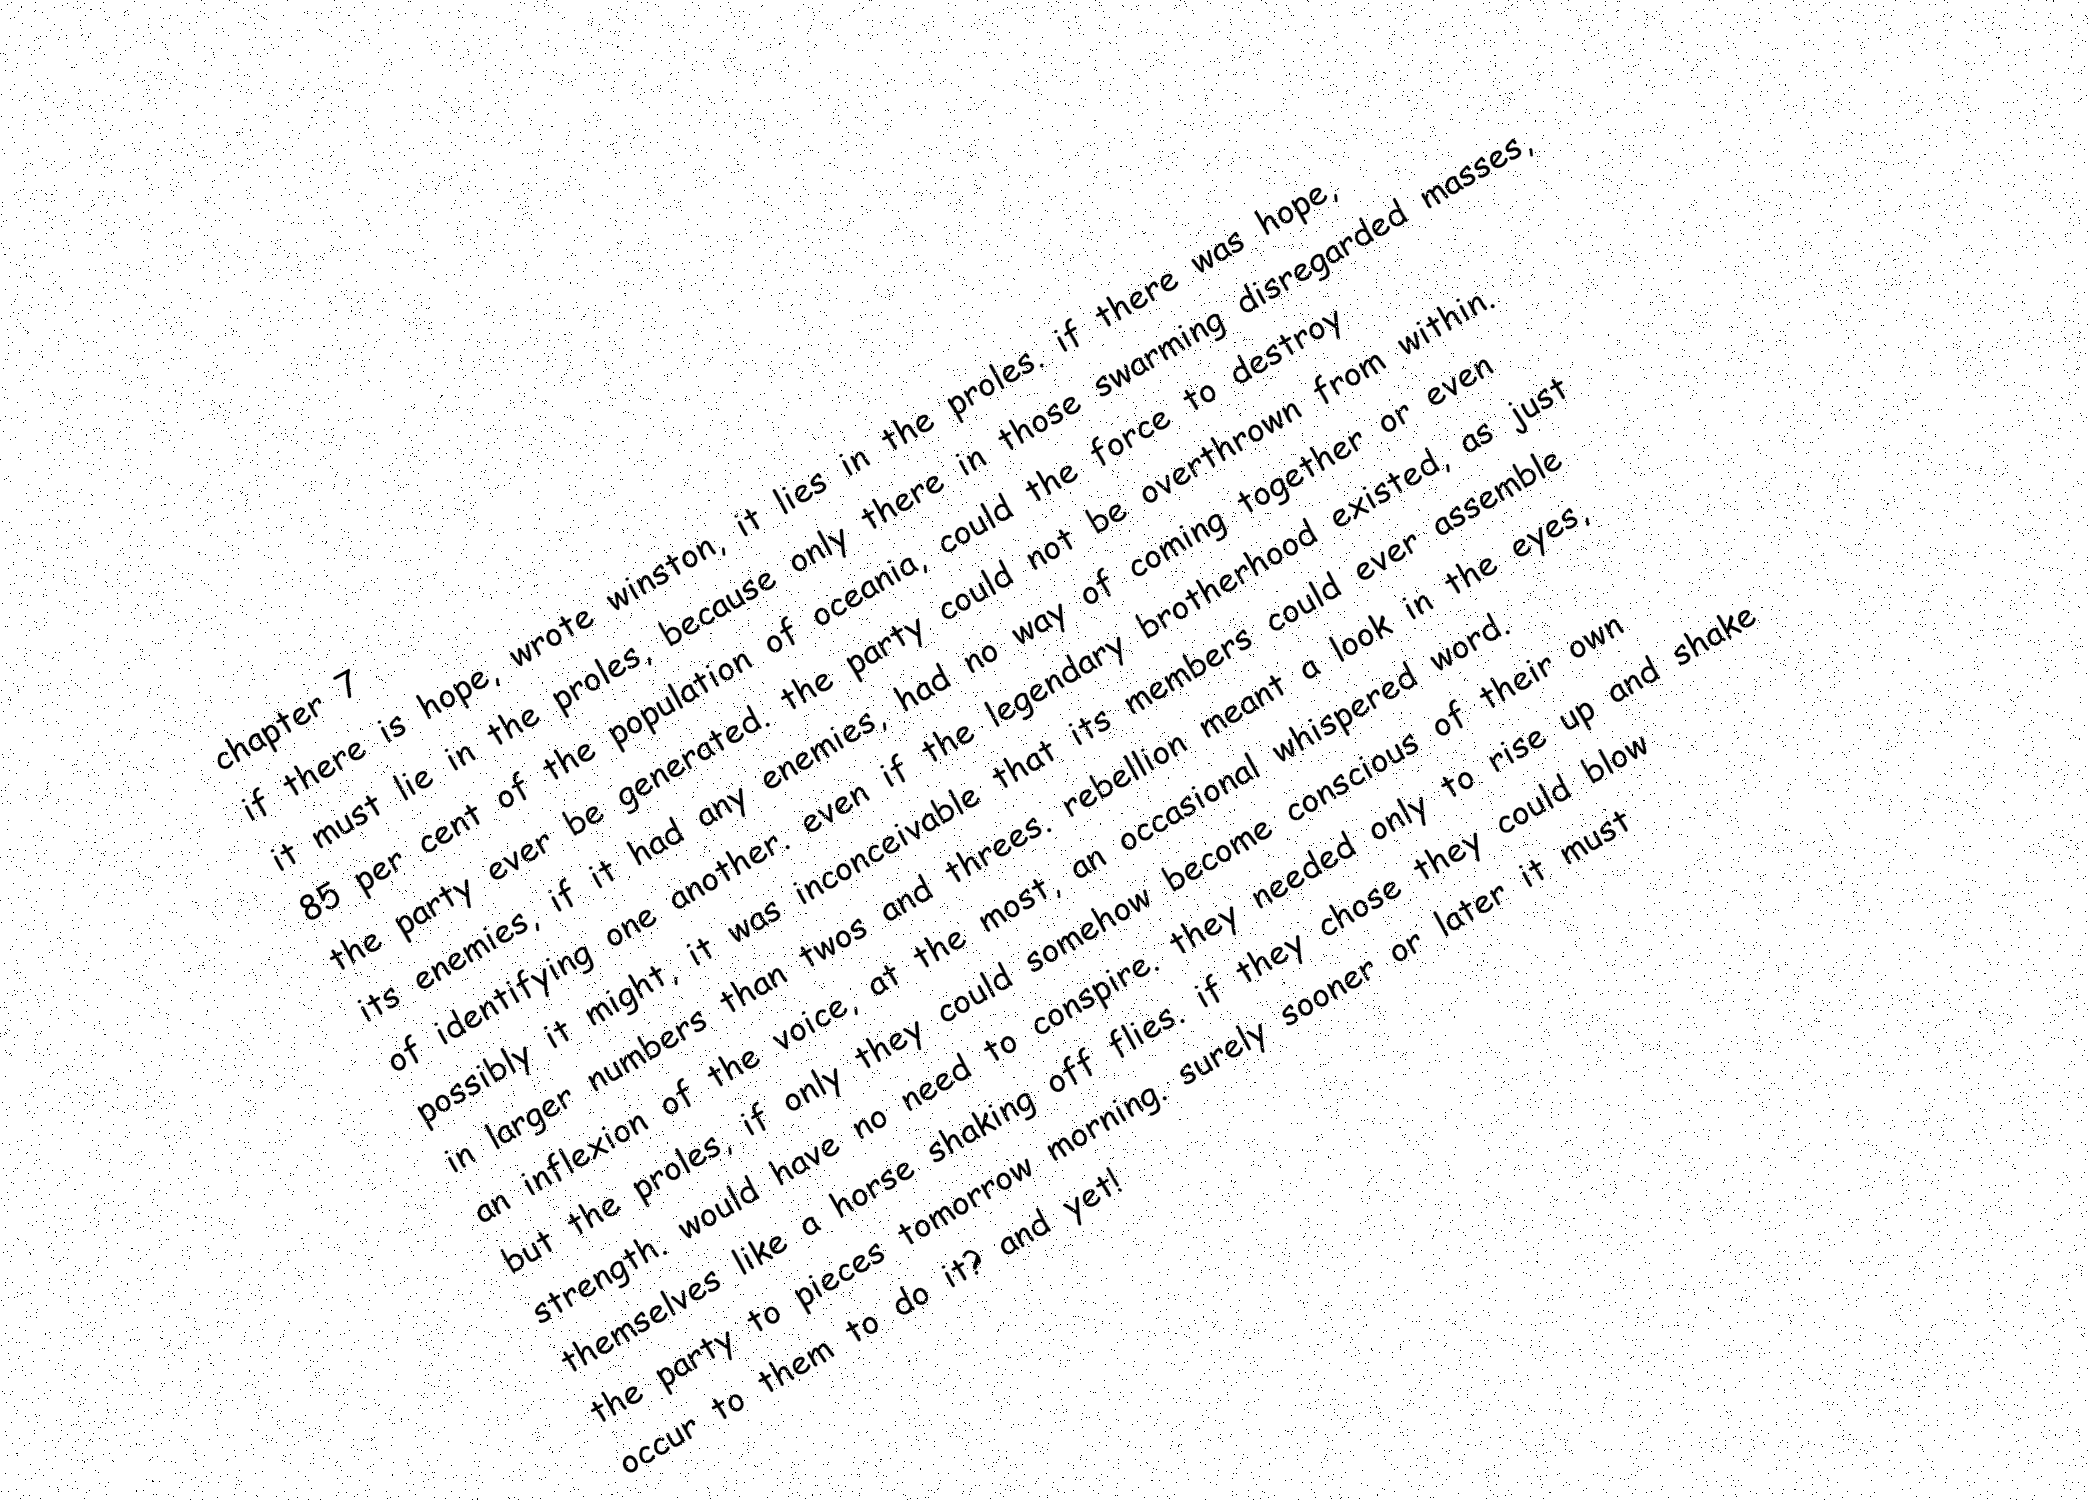 chapter 7
if there is hope, wrote winston, it lies in the proles. if there was hope,
it must lie in the proles, because only there in those swarming disregarded masses,
85 per cent of the population of oceania, could the force to destroy
the party ever be generated. the party could not be overthrown from within.
its enemies, if it had any enemies, had no way of coming together or even
of identifying one another. even if the legendary brotherhood existed, as just
possibly it might, it was inconceivable that its members could ever assemble
in larger numbers than twos and threes. rebellion meant a look in the eyes,
an inflexion of the voice, at the most, an occasional whispered word.
but the proles, if only they could somehow become conscious of their own
strength. would have no need to conspire. they needed only to rise up and shake
themselves like a horse shaking off flies. if they chose they could blow
the party to pieces tomorrow morning. surely sooner or later it must
occur to them to do it? and yet!